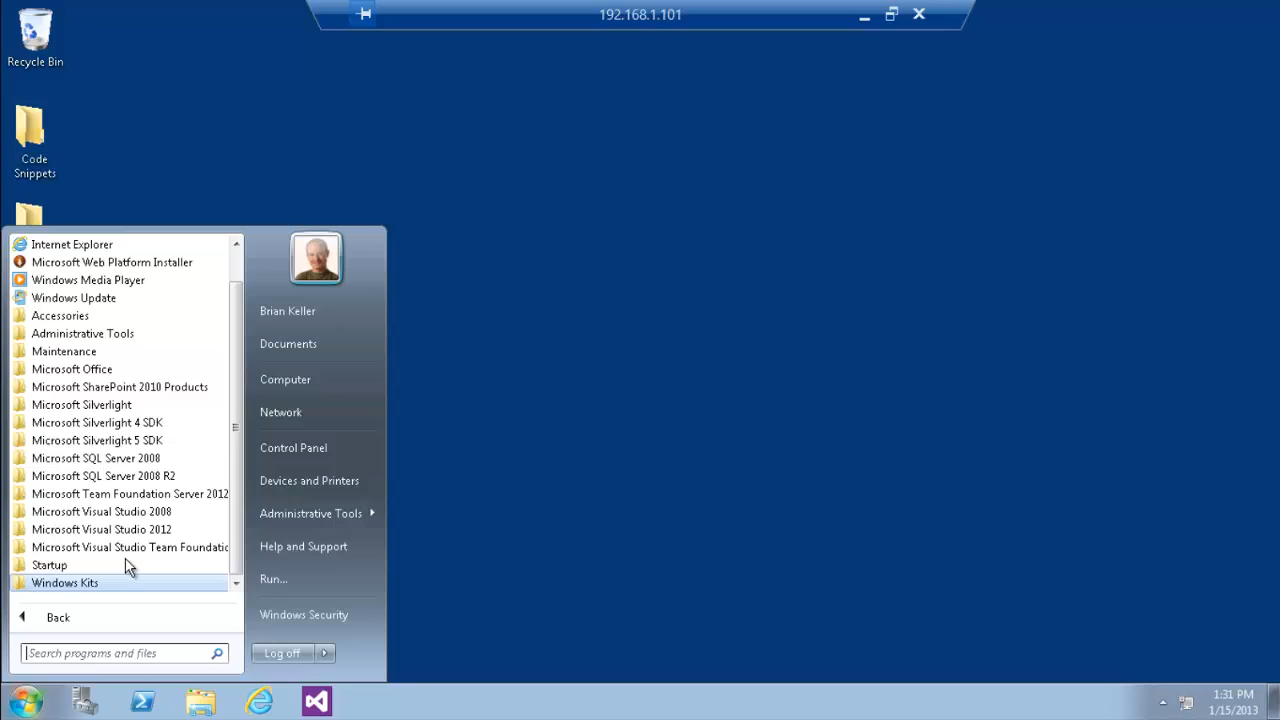 192.168.1.101
Recycle Bin
Code
Snippets
Internet Explorer
Microsoft Web Platform Installer
Windows Media Player
Windows Update
Accessories
Administrative Tools
Maintenance
Microsoft Office
Microsoft SharePoint 2010 Products
Microsoft Silverlight
Microsoft Silverlight 4 SDK
Microsoft Silverlight 5 SDK
Microsoft SQL Server 2008
Microsoft SQL Server 2008 R2
Microsoft Team Foundation Server 2012
Microsoft Visual Studio 2008
Microsoft Visual Studio 2012
Microsoft Visual Studio Team Foundatic
Startup
Windows Kits
Back
Search programs and files
Brian Keller
Documents
Computer
Network
Control Panel
Devices and Printers
Administrative Tools
Help and Support
Run...
Windows Security
Log off
1:31 PM
1/15/2013